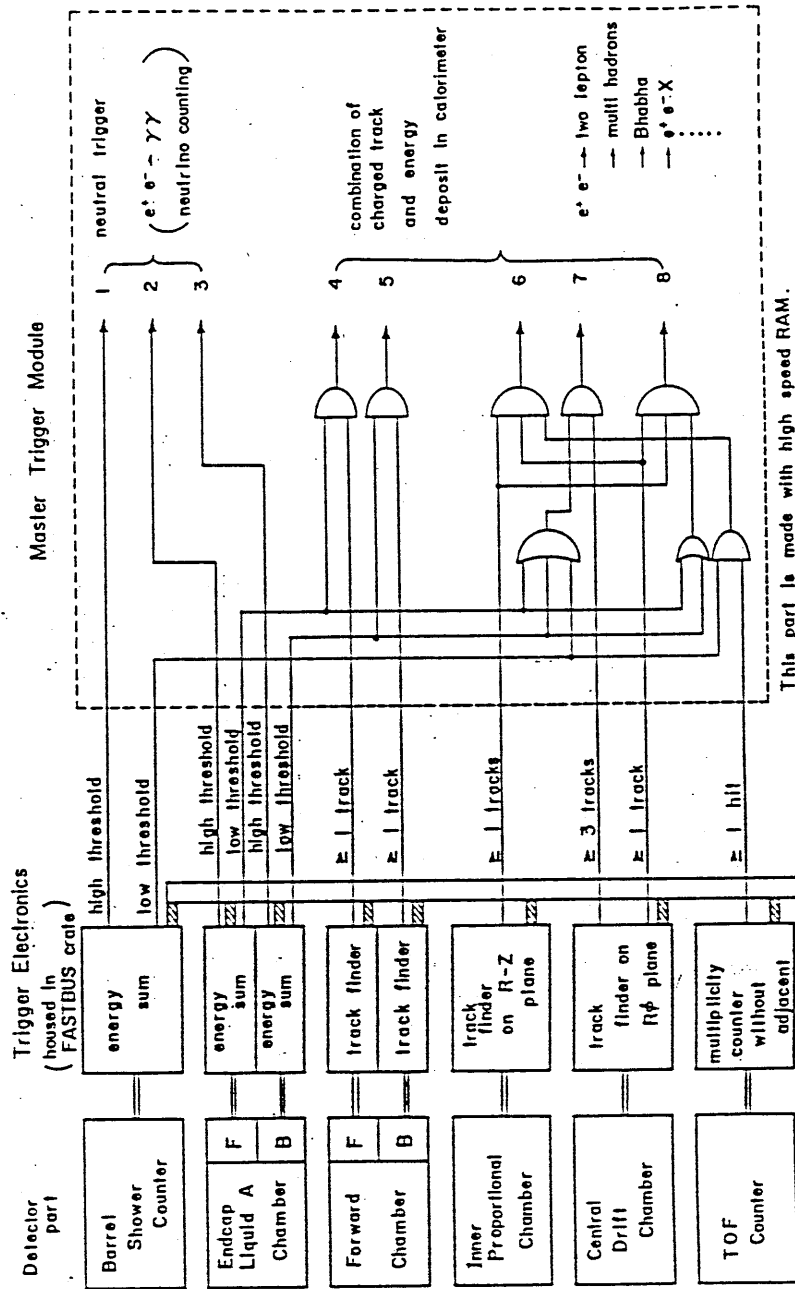 Detector
part
Trigger Electronics
( housed in
FASTBUS crate )
Master Trigger Module
Barrel
Shower
Counter
energy
sum
high threshold
low threshold
Endcap
Liquid A
Chamber
F
B
energy
sum
energy
sum
high threshold
low threshold
high threshold
low threshold
Forward
Chamber
F
B
track finder
track finder
≥ 1 track
≥ 1 track
Inner
Proportional
Chamber
track
finder
on R-Z
plane
≥ 1 tracks
Central
Drift
Chamber
track
finder on
Rϕ plane
≥ 3 tracks
≥ 1 track
TOF
Counter
multiplicity
counter
without
adjacent
≥ 1 hit
1
2
3
neutral trigger
( e⁺ e⁻ → γγ
neutrino counting )
4
5
6
7
8
combination of
charged track
and energy
deposit in calorimeter
e⁺ e⁻ → two lepton
→ multi hadrons
→ Bhabha
→ e⁺ e⁻ X
.....
This part is made with high speed RAM.